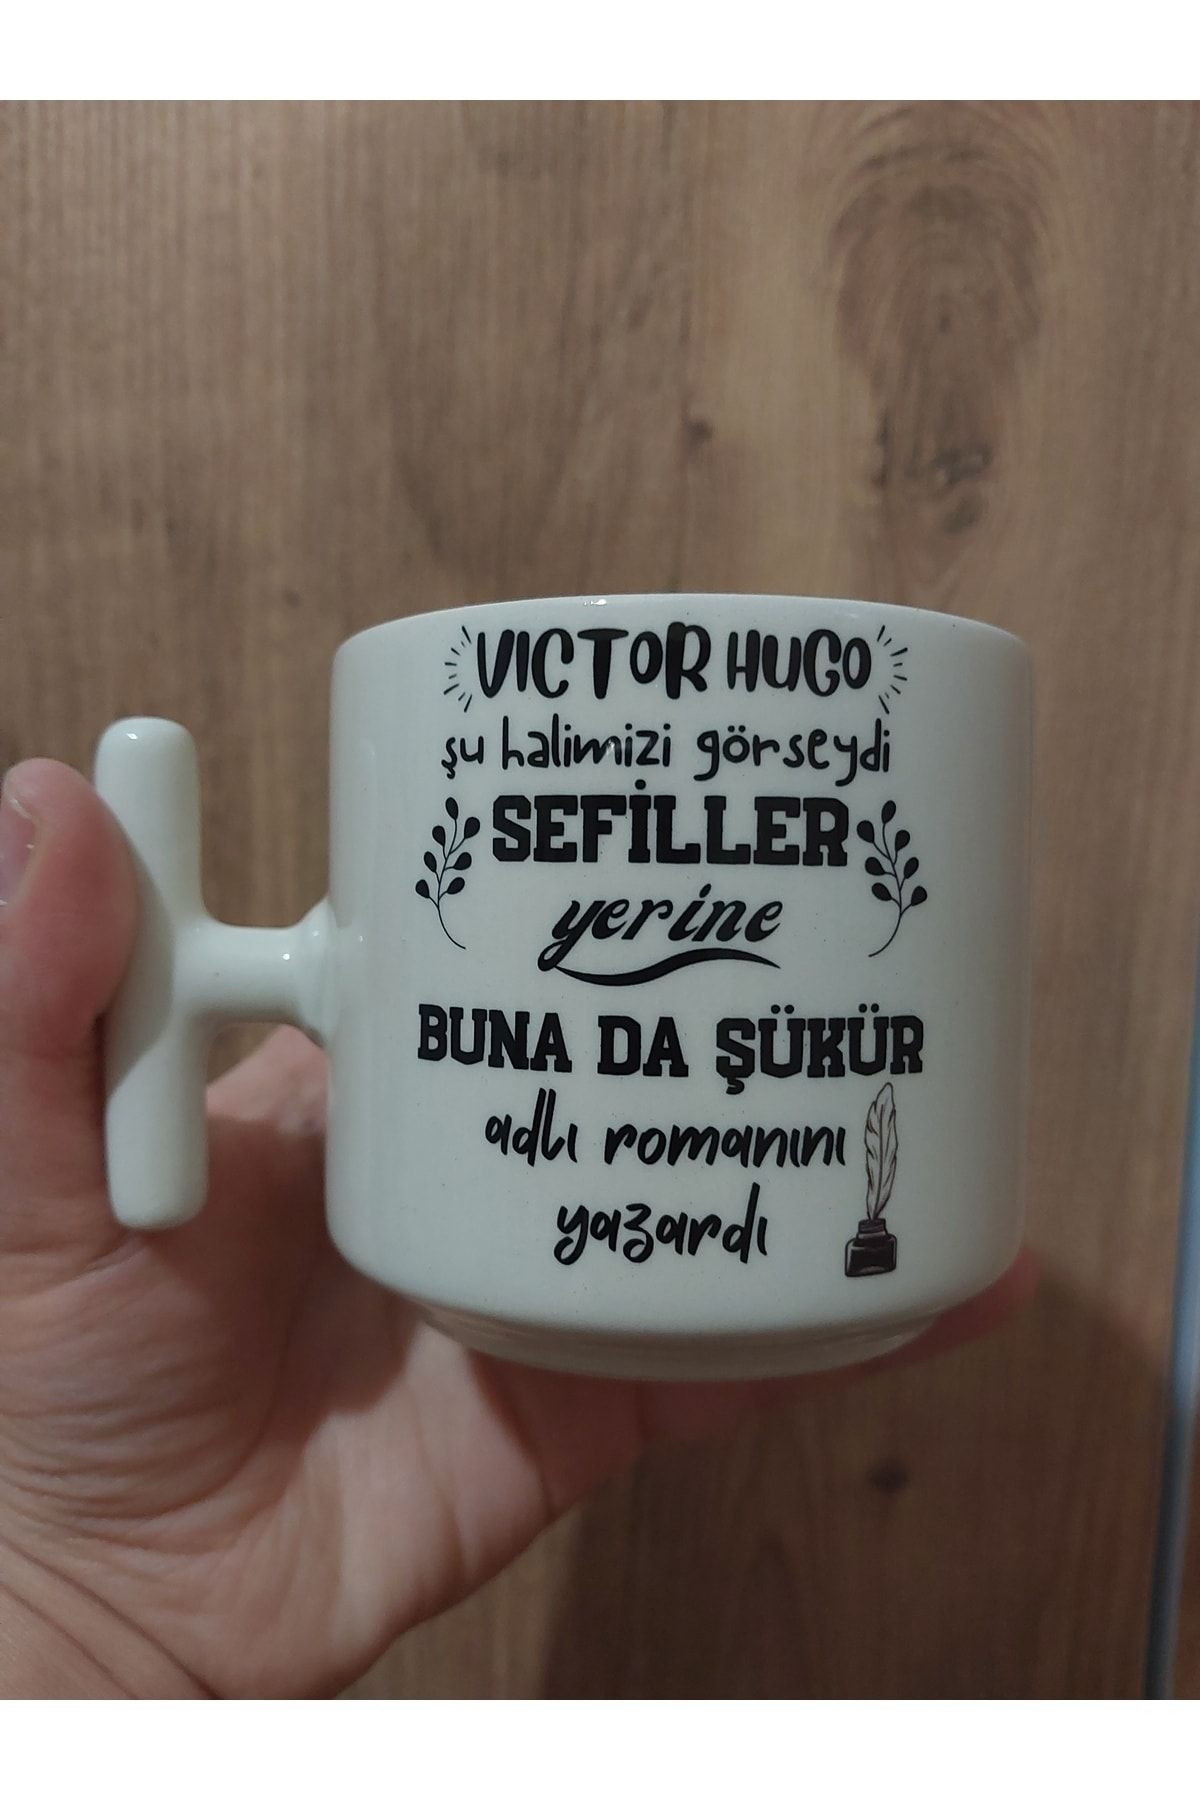 VICTOR HUGO
şu halimizi görseydi
SEFİLLER
yerine
BUNA DA ŞÜKÜR
adlı romanını
yazardı